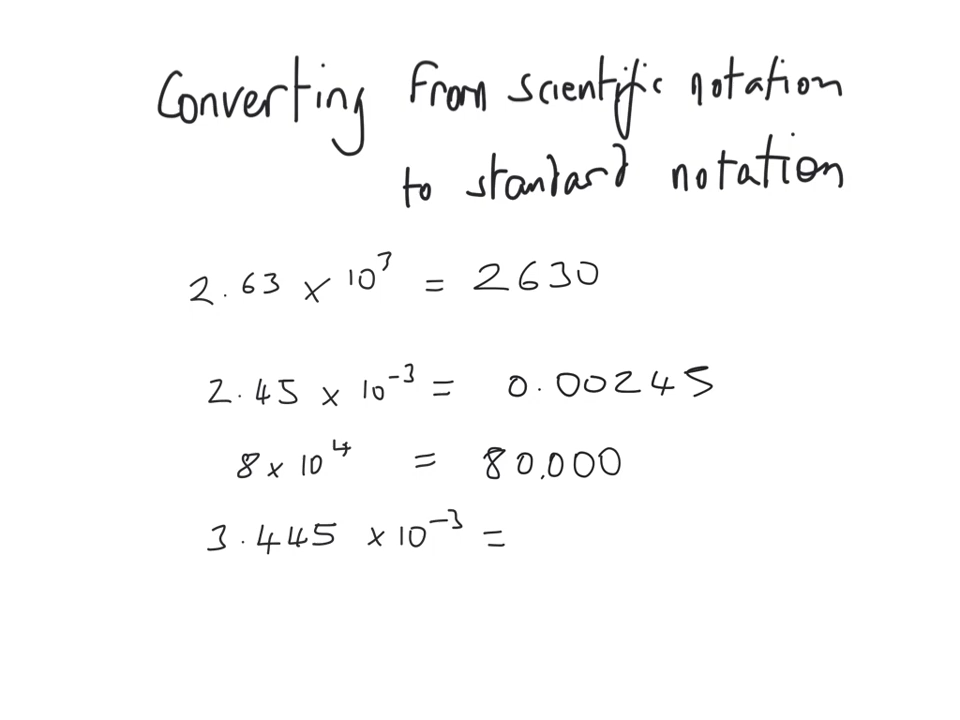 Converting From scientific notation
to standard notation
2.63 × 10³ = 2630
2.45 × 10⁻³ = 0.00245
8 × 10⁴ = 80,000
3.445 × 10⁻³ =